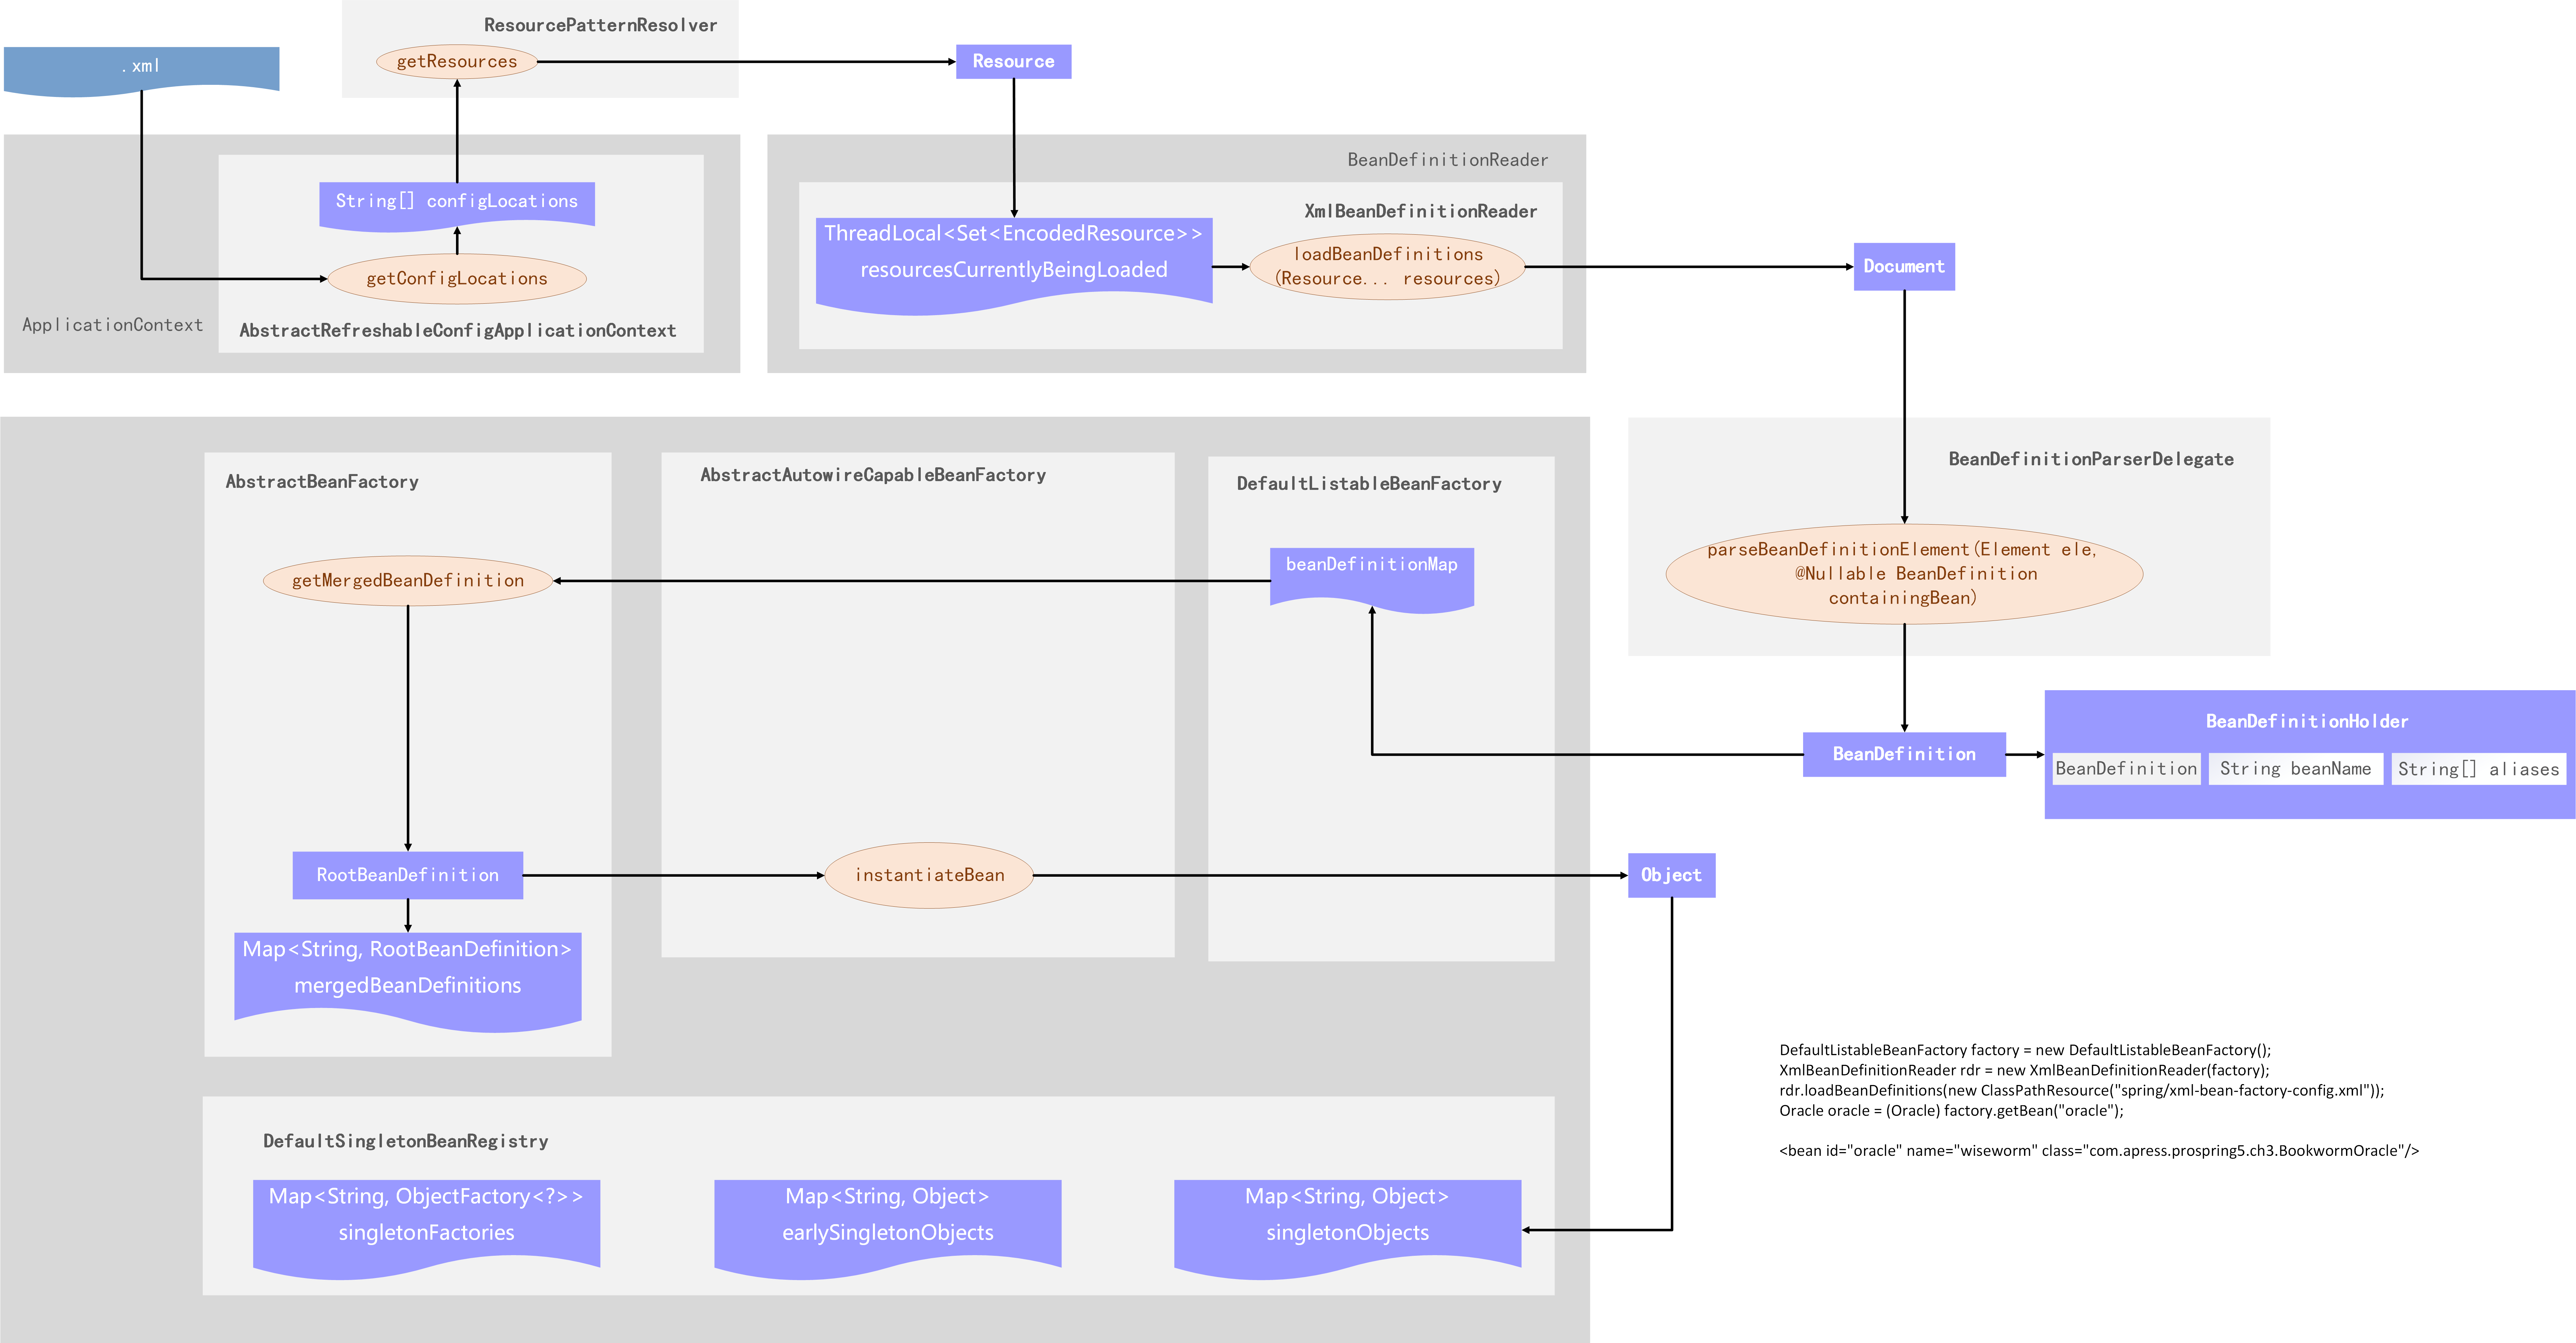 ResourcePatternResolver
getResources
.xml
Resource
String[] configLocations
getConfigLocations
ApplicationContext
AbstractRefreshableConfigApplicationContext
BeanDefinitionReader
XmlBeanDefinitionReader
ThreadLocal<Set<EncodedResource>>
resourcesCurrentlyBeingLoaded
loadBeanDefinitions
(Resource... resources)
Document
AbstractBeanFactory
AbstractAutowireCapableBeanFactory
DefaultListableBeanFactory
BeanDefinitionParserDelegate
getMergedBeanDefinition
beanDefinitionMap
parseBeanDefinitionElement(Element ele,
@Nullable BeanDefinition
containingBean)
BeanDefinition
BeanDefinitionHolder
BeanDefinition
String beanName
String[] aliases
RootBeanDefinition
instantiateBean
Object
Map<String, RootBeanDefinition>
mergedBeanDefinitions
DefaultListableBeanFactory factory = new DefaultListableBeanFactory();
XmlBeanDefinitionReader rdr = new XmlBeanDefinitionReader(factory);
rdr.loadBeanDefinitions(new ClassPathResource("spring/xml-bean-factory-config.xml"));
Oracle oracle = (Oracle) factory.getBean("oracle");
<bean id="oracle" name="wiseworm" class="com.apress.prospring5.ch3.BookwormOracle"/>
DefaultSingletonBeanRegistry
Map<String, ObjectFactory<?>>
singletonFactories
Map<String, Object>
earlySingletonObjects
Map<String, Object>
singletonObjects